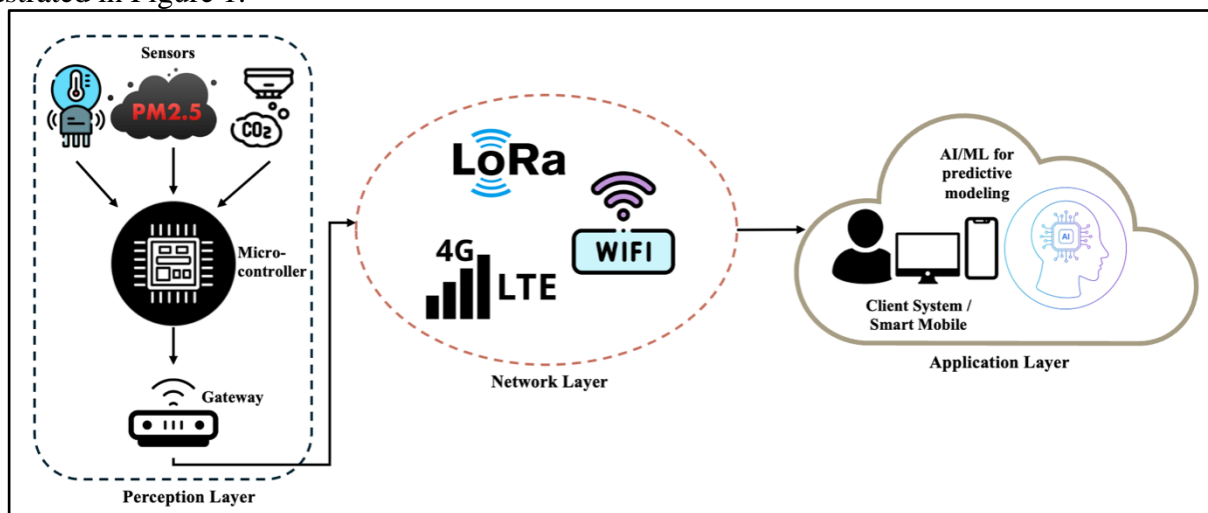 estrated in Figure 1.
Sensors
PM2.5
CO2
Micro-
controller
Gateway
Perception Layer
LoRa
WIFI
4G
LTE
Network Layer
AI/ML for
predictive
modeling
AI
Client System /
Smart Mobile
Application Layer